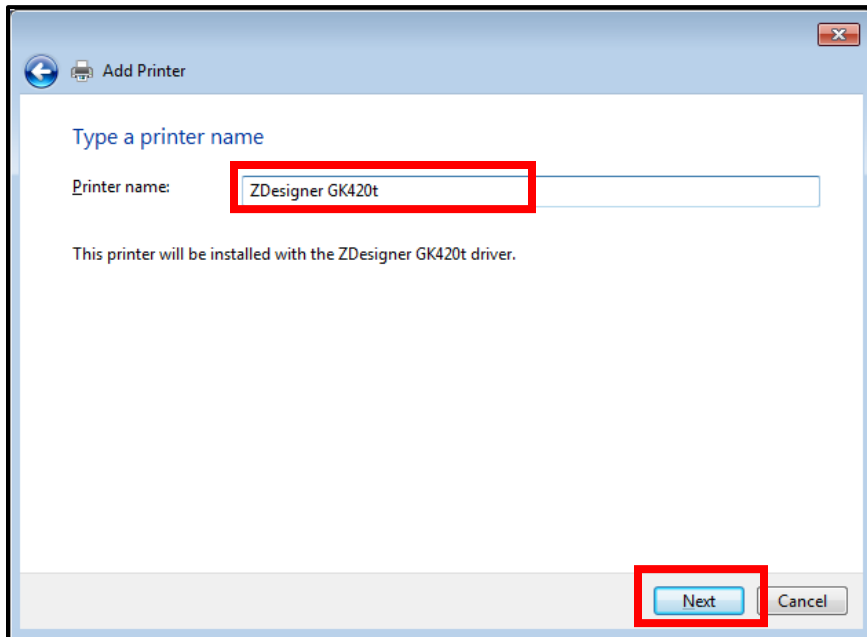 Add Printer
Type a printer name
Printer name: ZDesigner GK420t
This printer will be installed with the ZDesigner GK420t driver.
Next Cancel